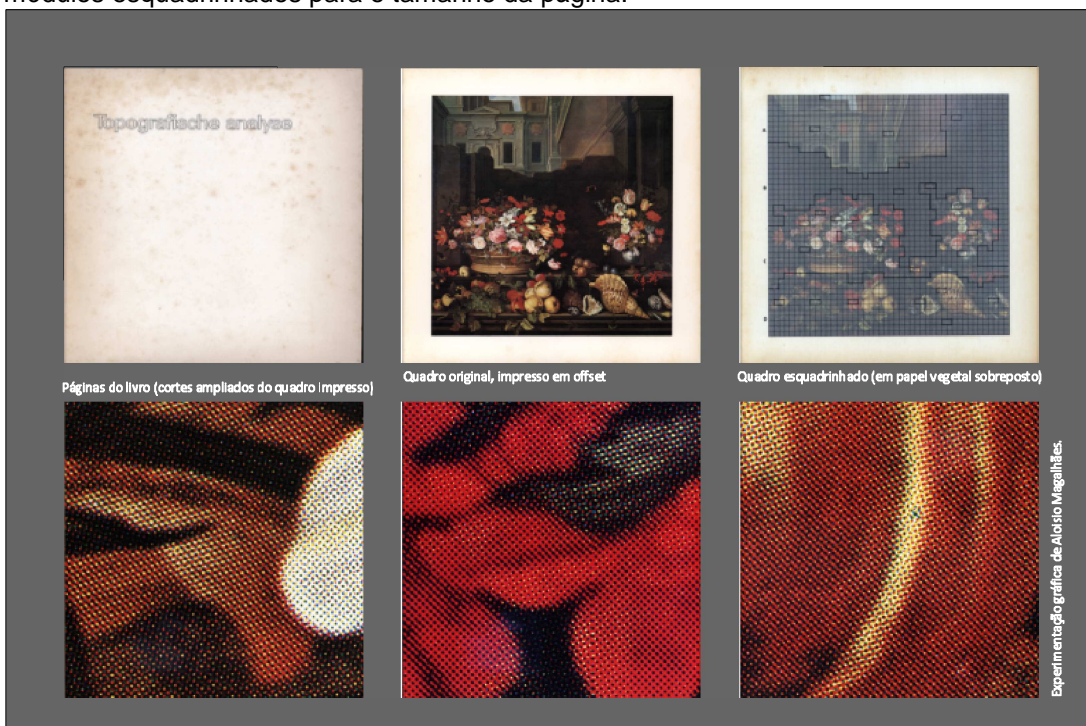 módulos esquadrinhados para o tamanho da página.
Topografische analyse
Páginas do livro (cortes ampliados do quadro impresso)
Quadro original, impresso em offset
Quadro esquadrinhado (em papel vegetal sobreposto)
Experimentação gráfica de Aloisio Magalhães.